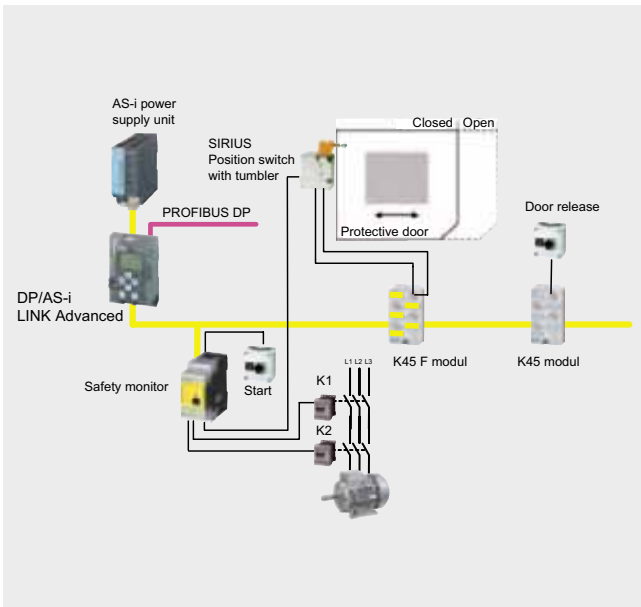 AS-i power
supply unit
SIRIUS
Position switch
with tumbler
Closed
Open
Protective door
Door release
PROFIBUS DP
DP/AS-i
LINK Advanced
K45 F modul
K45 modul
Safety monitor
Start
K1
K2
L1 L2 L3